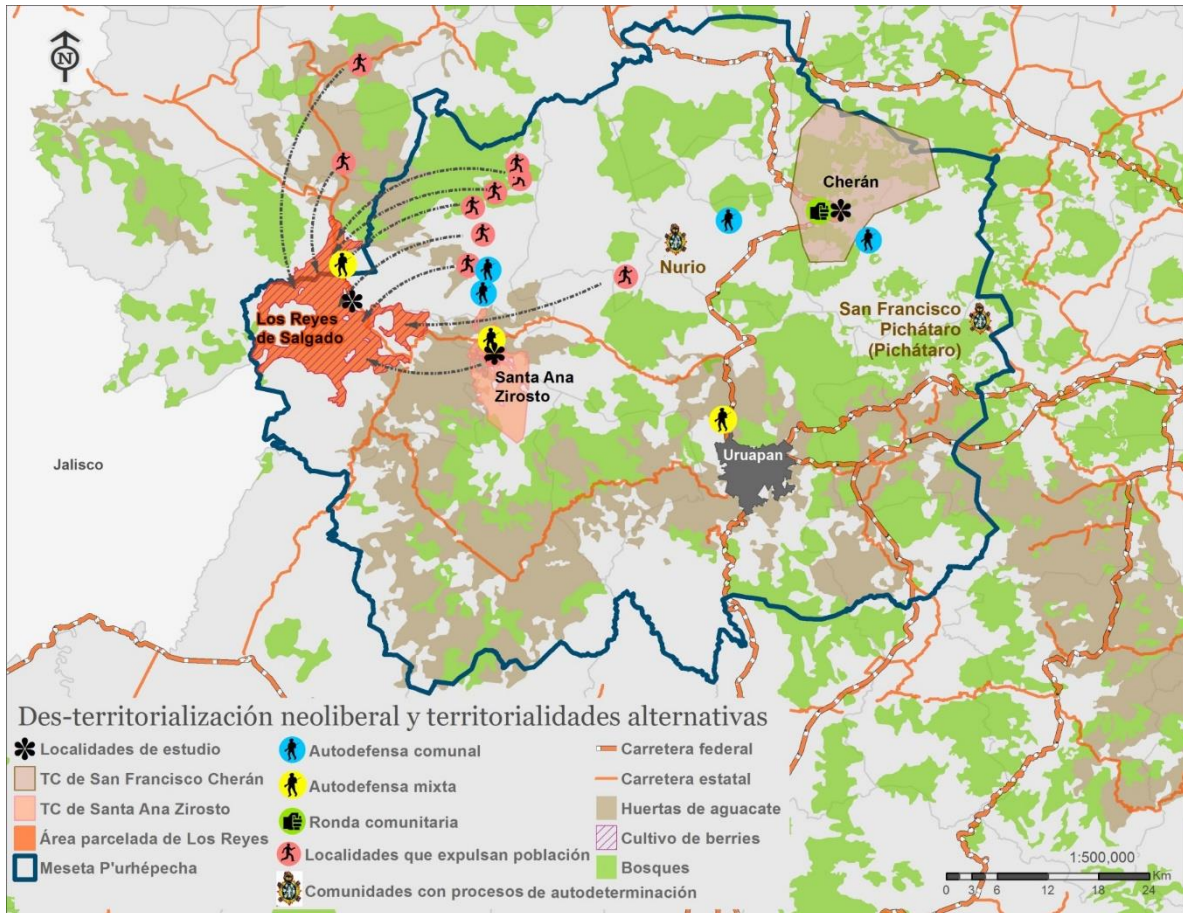 N
Cherán
Nurio
San Francisco
Pichátaro
(Pichátaro)
Los Reyes
de Salgado
Santa Ana
Zirosto
Uruapan
Jalisco
Des-territorialización neoliberal y territorialidades alternativas
Localidades de estudio
TC de San Francisco Cherán
TC de Santa Ana Zirosto
Área parcelada de Los Reyes
Meseta P'urhépecha
Autodefensa comunal
Autodefensa mixta
Ronda comunitaria
Localidades que expulsan población
Comunidades con procesos de autodeterminación
Carretera federal
Carretera estatal
Huertas de aguacate
Cultivo de berries
Bosques
1:500,000
0 3 6 12 18 24 Km